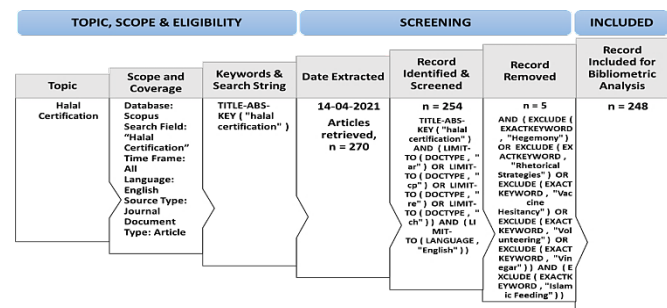 TOPIC, SCOPE & ELIGIBILITY
SCREENING
INCLUDED
Topic
Halal
Certification
Scope and
Coverage
Database:
Scopus
Search Field:
"Halal
Certification"
Time Frame:
All
Language:
English
Source Type:
Journal
Document
Type: Article
Keywords &
Search String
TITLE-ABS-
KEY ( "halal
certification" )
Date Extracted
14-04-2021
Articles
retrieved,
n = 270
Record
Identified &
Screened
n = 254
TITLE-ABS-
KEY ( "halal
certification" )
AND ( LIMIT-
TO ( DOCTYPE , "
ar" ) OR LIMIT-
TO ( DOCTYPE , "
cp" ) OR LIMIT-
TO ( DOCTYPE , "
re" ) OR LIMIT-
TO ( DOCTYPE , "
ch" ) ) AND ( LI
MIT-
TO ( LANGUAGE ,
"English" ) )
Record
Removed
n = 5
AND ( EXCLUDE (
EXACTKEYWORD
, "Hegemony" )
OR EXCLUDE ( EX
ACTKEYWORD ,
"Rhetorical
Strategies" ) OR
EXCLUDE ( EXACT
KEYWORD , "Vac
cine
Hesitancy" ) OR
EXCLUDE ( EXACT
KEYWORD , "Vol
unteering" ) OR
EXCLUDE ( EXACT
KEYWORD , "Vin
egar" ) ) AND ( E
XCLUDE ( EXACTK
EYWORD , "Islam
ic Feeding" ) )
Record
Included for
Bibliometric
Analysis
n = 248